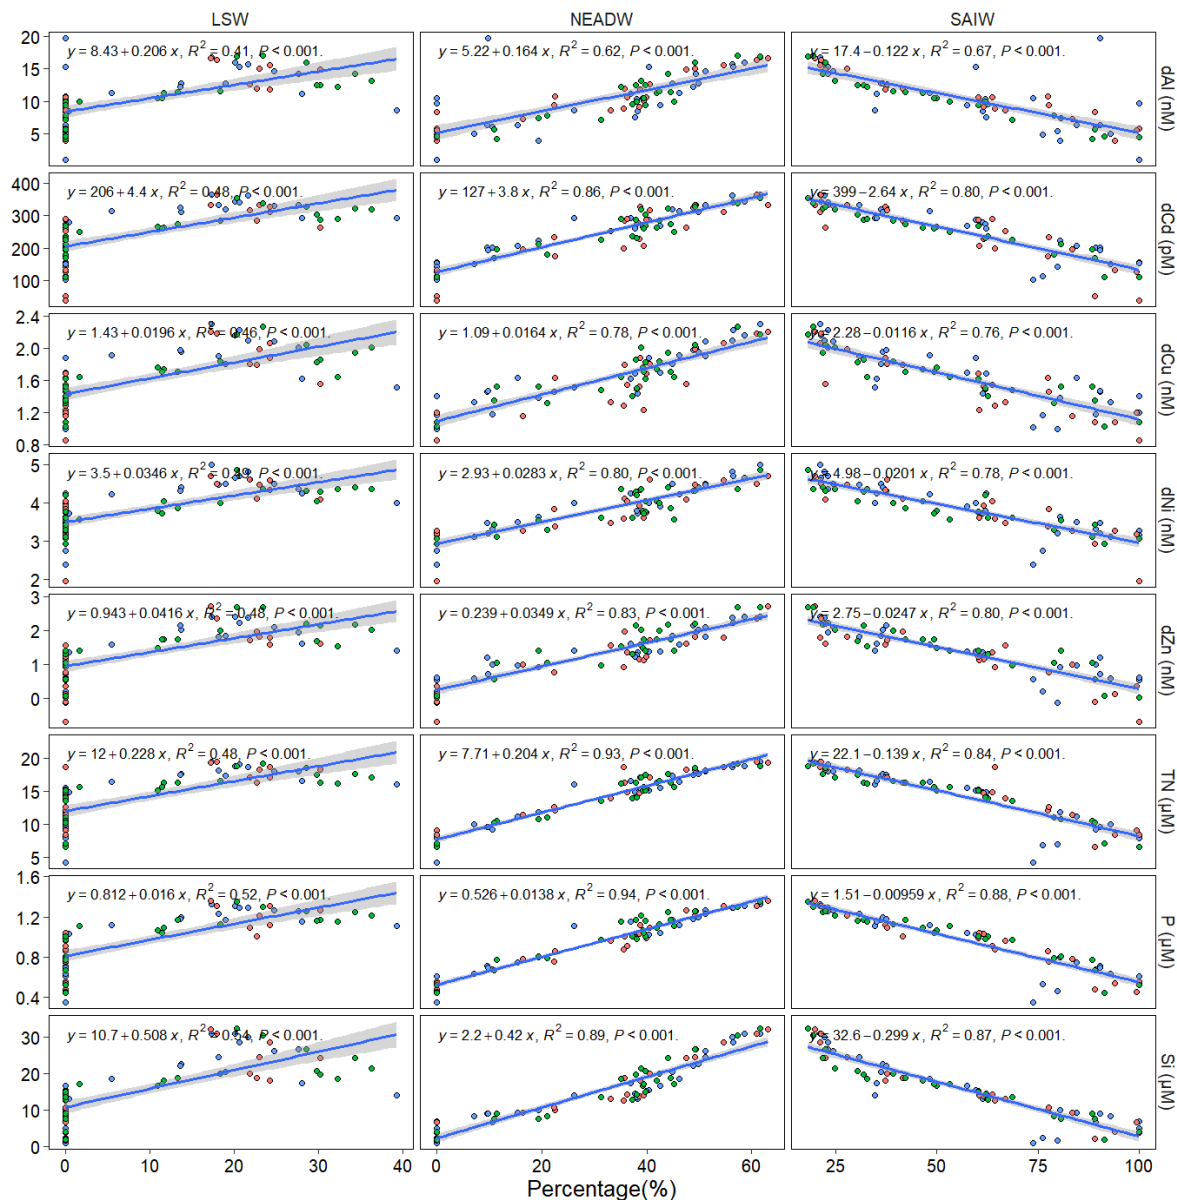 LSW NEADW SAIW
20 15 10 5
y = 8.43 + 0.206 x, R² = 0.41, P < 0.001.
y = 5.22 + 0.164 x, R² = 0.62, P < 0.001.
y = 17.4 − 0.122 x, R² = 0.67, P < 0.001.
dAl (nM)
400 300 200 100
y = 206 + 4.4 x, R² = 0.48, P < 0.001.
y = 127 + 3.8 x, R² = 0.86, P < 0.001.
y = 399 − 2.64 x, R² = 0.80, P < 0.001.
dCd (pM)
2.4 2.0 1.6 1.2 0.8
y = 1.43 + 0.0196 x, R² = 0.46, P < 0.001.
y = 1.09 + 0.0164 x, R² = 0.78, P < 0.001.
y = 2.28 − 0.0116 x, R² = 0.76, P < 0.001.
dCu (nM)
5 4 3 2
y = 3.5 + 0.0346 x, R² = 0.49, P < 0.001.
y = 2.93 + 0.0283 x, R² = 0.80, P < 0.001.
y = 4.98 − 0.0201 x, R² = 0.78, P < 0.001.
dNi (nM)
3 2 1 0
y = 0.943 + 0.0416 x, R² = 0.48, P < 0.001.
y = 0.239 + 0.0349 x, R² = 0.83, P < 0.001.
y = 2.75 − 0.0247 x, R² = 0.80, P < 0.001.
dZn (nM)
20 15 10 5
y = 12 + 0.228 x, R² = 0.48, P < 0.001.
y = 7.71 + 0.204 x, R² = 0.93, P < 0.001.
y = 22.1 − 0.139 x, R² = 0.84, P < 0.001.
TN (µM)
1.6 1.2 0.8 0.4
y = 0.812 + 0.016 x, R² = 0.52, P < 0.001.
y = 0.526 + 0.0138 x, R² = 0.94, P < 0.001.
y = 1.51 − 0.00959 x, R² = 0.88, P < 0.001.
P (µM)
30 20 10 0
y = 10.7 + 0.508 x, R² = 0.54, P < 0.001.
y = 2.2 + 0.42 x, R² = 0.89, P < 0.001.
y = 32.6 − 0.299 x, R² = 0.87, P < 0.001.
Si (µM)
0 10 20 30 40 0 20 40 60 25 50 75 100
Percentage(%)